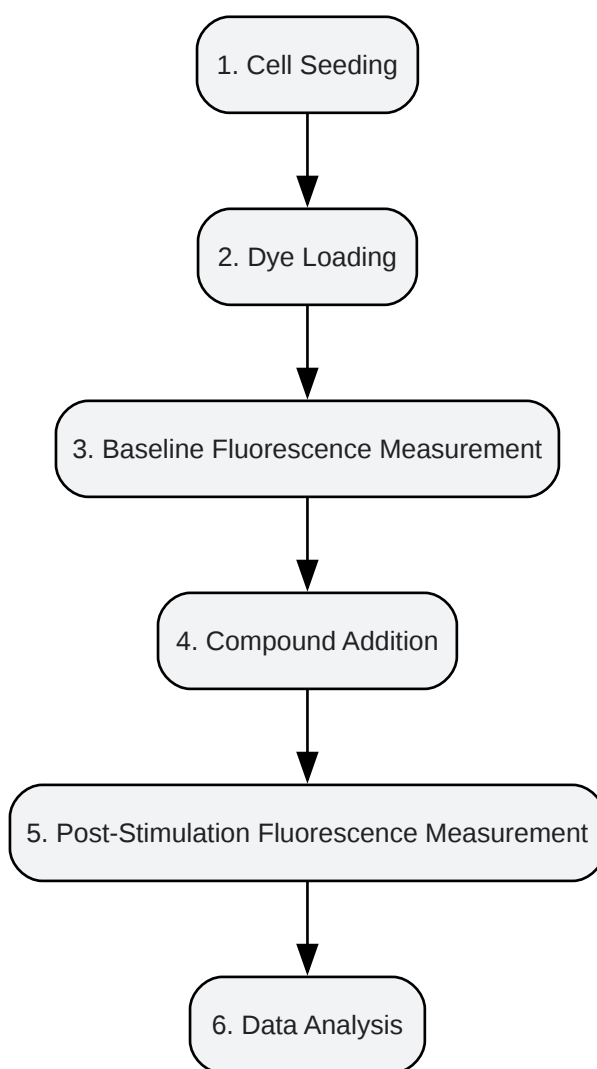 1. Cell Seeding
2. Dye Loading
3. Baseline Fluorescence Measurement
4. Compound Addition
5. Post-Stimulation Fluorescence Measurement
6. Data Analysis